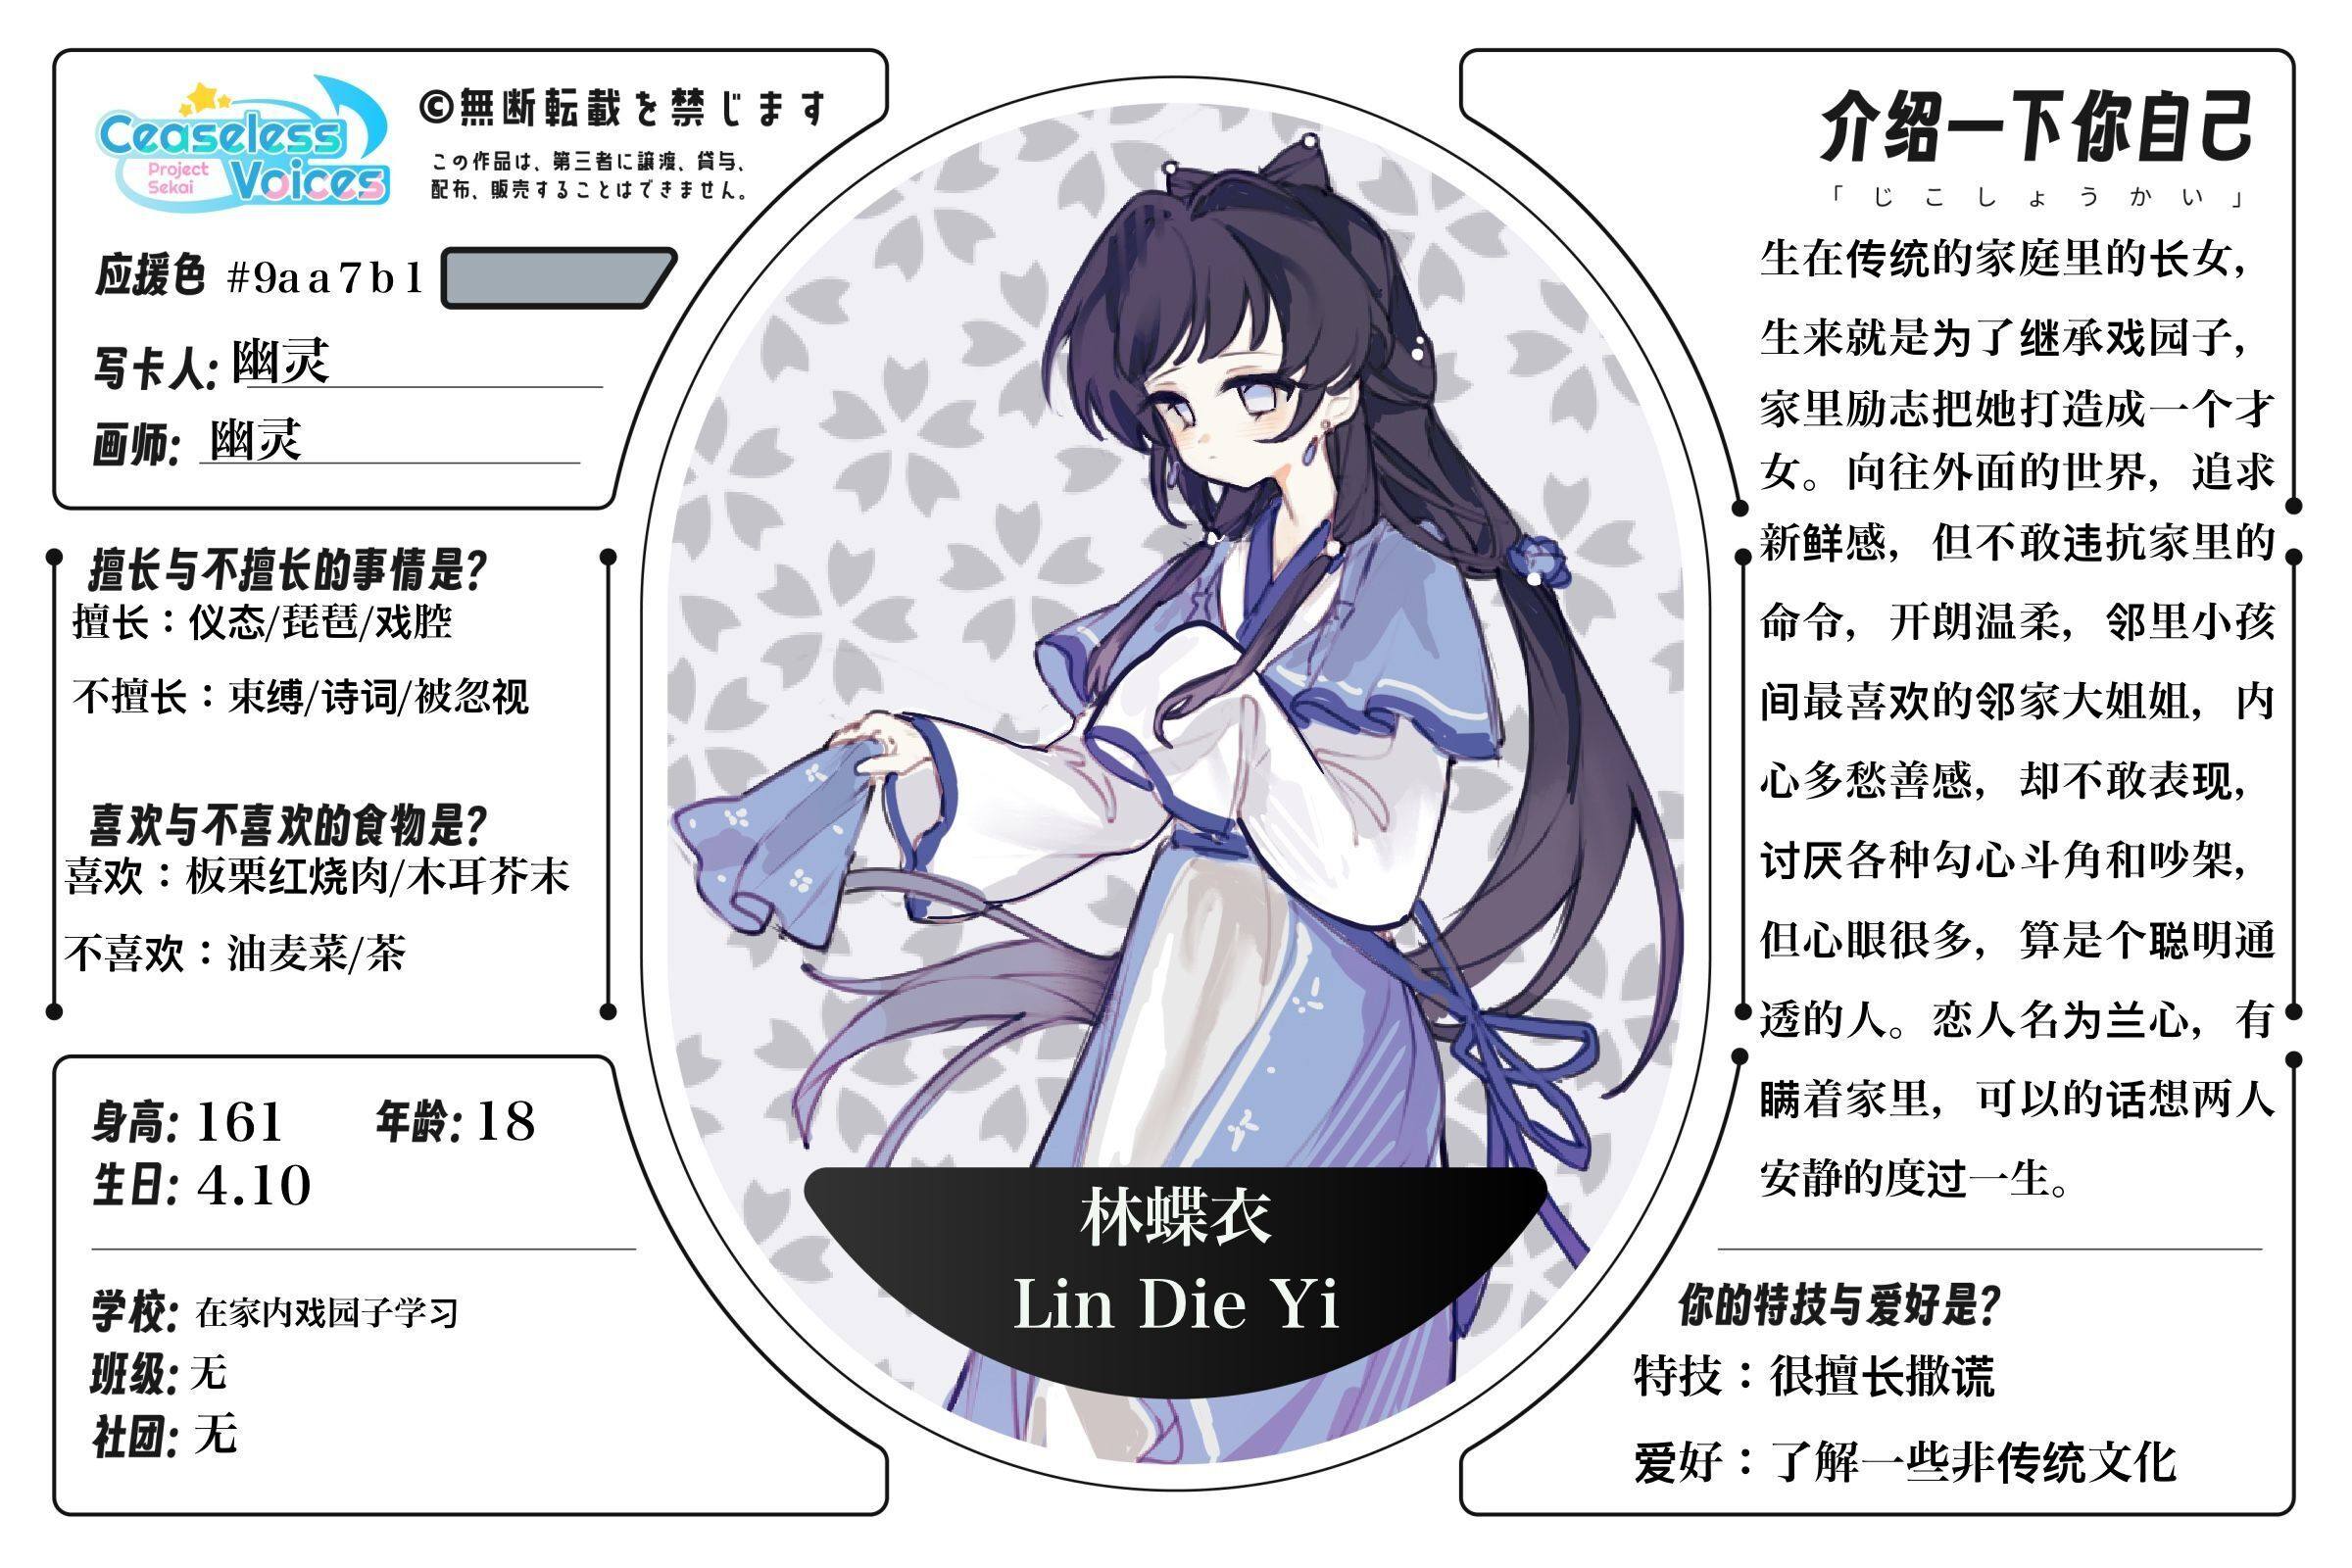 Ceaseless
Voices
Project
Sekai
©無断転載を禁じます
この作品は、第三者に譲渡、貸与、
配布、販売することはできません。
应援色 #9aa7b1
写卡人: 幽灵
画师: 幽灵
擅长与不擅长的事情是?
擅长：仪态/琵琶/戏腔
不擅长：束缚/诗词/被忽视
喜欢与不喜欢的食物是?
喜欢：板栗红烧肉/木耳芥末
不喜欢：油麦菜/茶
身高: 161 年龄: 18
生日: 4.10
学校: 在家内戏园子学习
班级: 无
社团: 无
林蝶衣
Lin Die Yi
介绍一下你自己
「じこしょうかい」
生在传统的家庭里的长女，
生来就是为了继承戏园子，
家里励志把她打造成一个才
女。向往外面的世界，追求
新鲜感，但不敢违抗家里的
命令，开朗温柔，邻里小孩
间最喜欢的邻家大姐姐，内
心多愁善感，却不敢表现，
讨厌各种勾心斗角和吵架，
但心眼很多，算是个聪明通
透的人。恋人名为兰心，有
瞒着家里，可以的话想两人
安静的度过一生。
你的特技与爱好是?
特技：很擅长撒谎
爱好：了解一些非传统文化